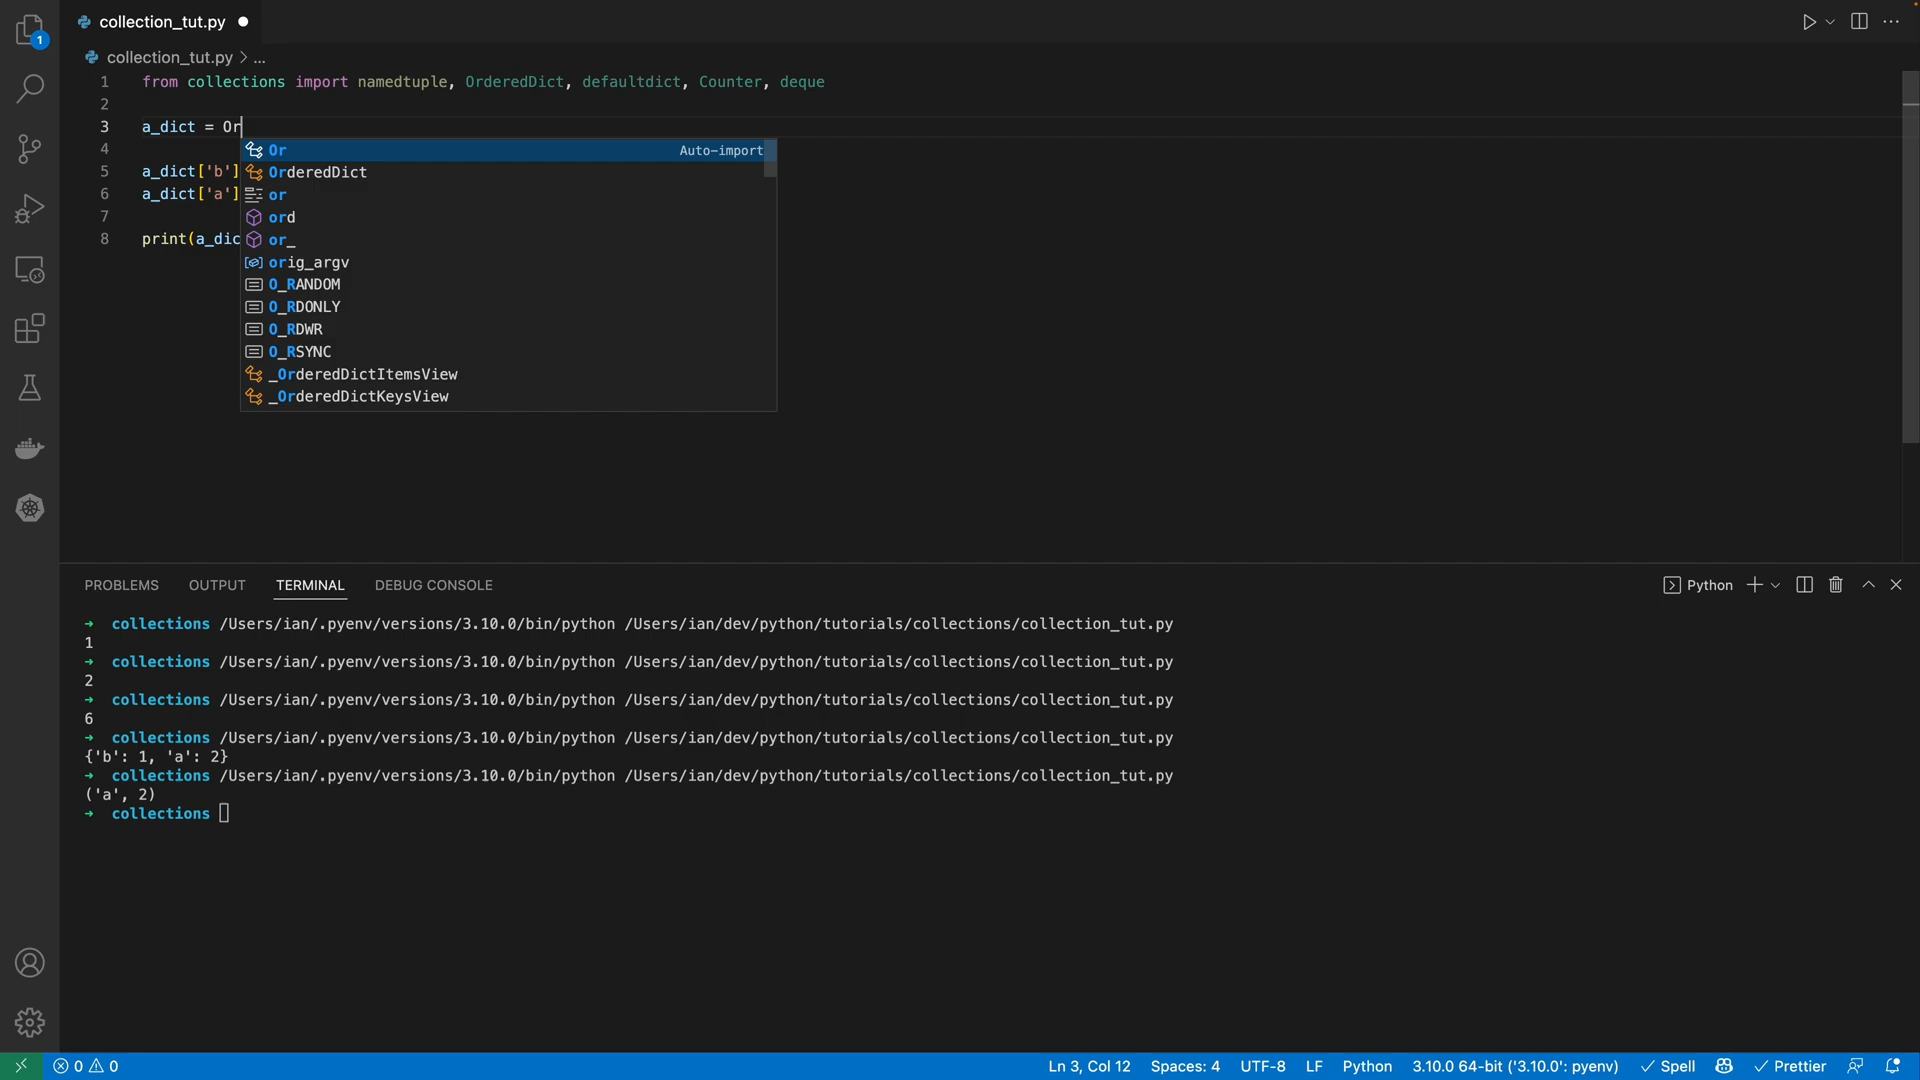 1
collection_tut.py
collection_tut.py > ...
1 from collections import namedtuple, OrderedDict, defaultdict, Counter, deque
2
3 a_dict = Or
4
5 a_dict['b']
6 a_dict['a']
7
8 print(a_dic
Or Auto-import
OrderedDict
or
ord
or_
orig_argv
O_RANDOM
O_RDONLY
O_RDWR
O_RSYNC
_OrderedDictItemsView
_OrderedDictKeysView
PROBLEMS OUTPUT TERMINAL DEBUG CONSOLE Python
→ collections /Users/ian/.pyenv/versions/3.10.0/bin/python /Users/ian/dev/python/tutorials/collections/collection_tut.py
1
→ collections /Users/ian/.pyenv/versions/3.10.0/bin/python /Users/ian/dev/python/tutorials/collections/collection_tut.py
2
→ collections /Users/ian/.pyenv/versions/3.10.0/bin/python /Users/ian/dev/python/tutorials/collections/collection_tut.py
6
→ collections /Users/ian/.pyenv/versions/3.10.0/bin/python /Users/ian/dev/python/tutorials/collections/collection_tut.py
{'b': 1, 'a': 2}
→ collections /Users/ian/.pyenv/versions/3.10.0/bin/python /Users/ian/dev/python/tutorials/collections/collection_tut.py
('a', 2)
→ collections
0 0 Ln 3, Col 12 Spaces: 4 UTF-8 LF Python 3.10.0 64-bit ('3.10.0': pyenv) Spell Prettier